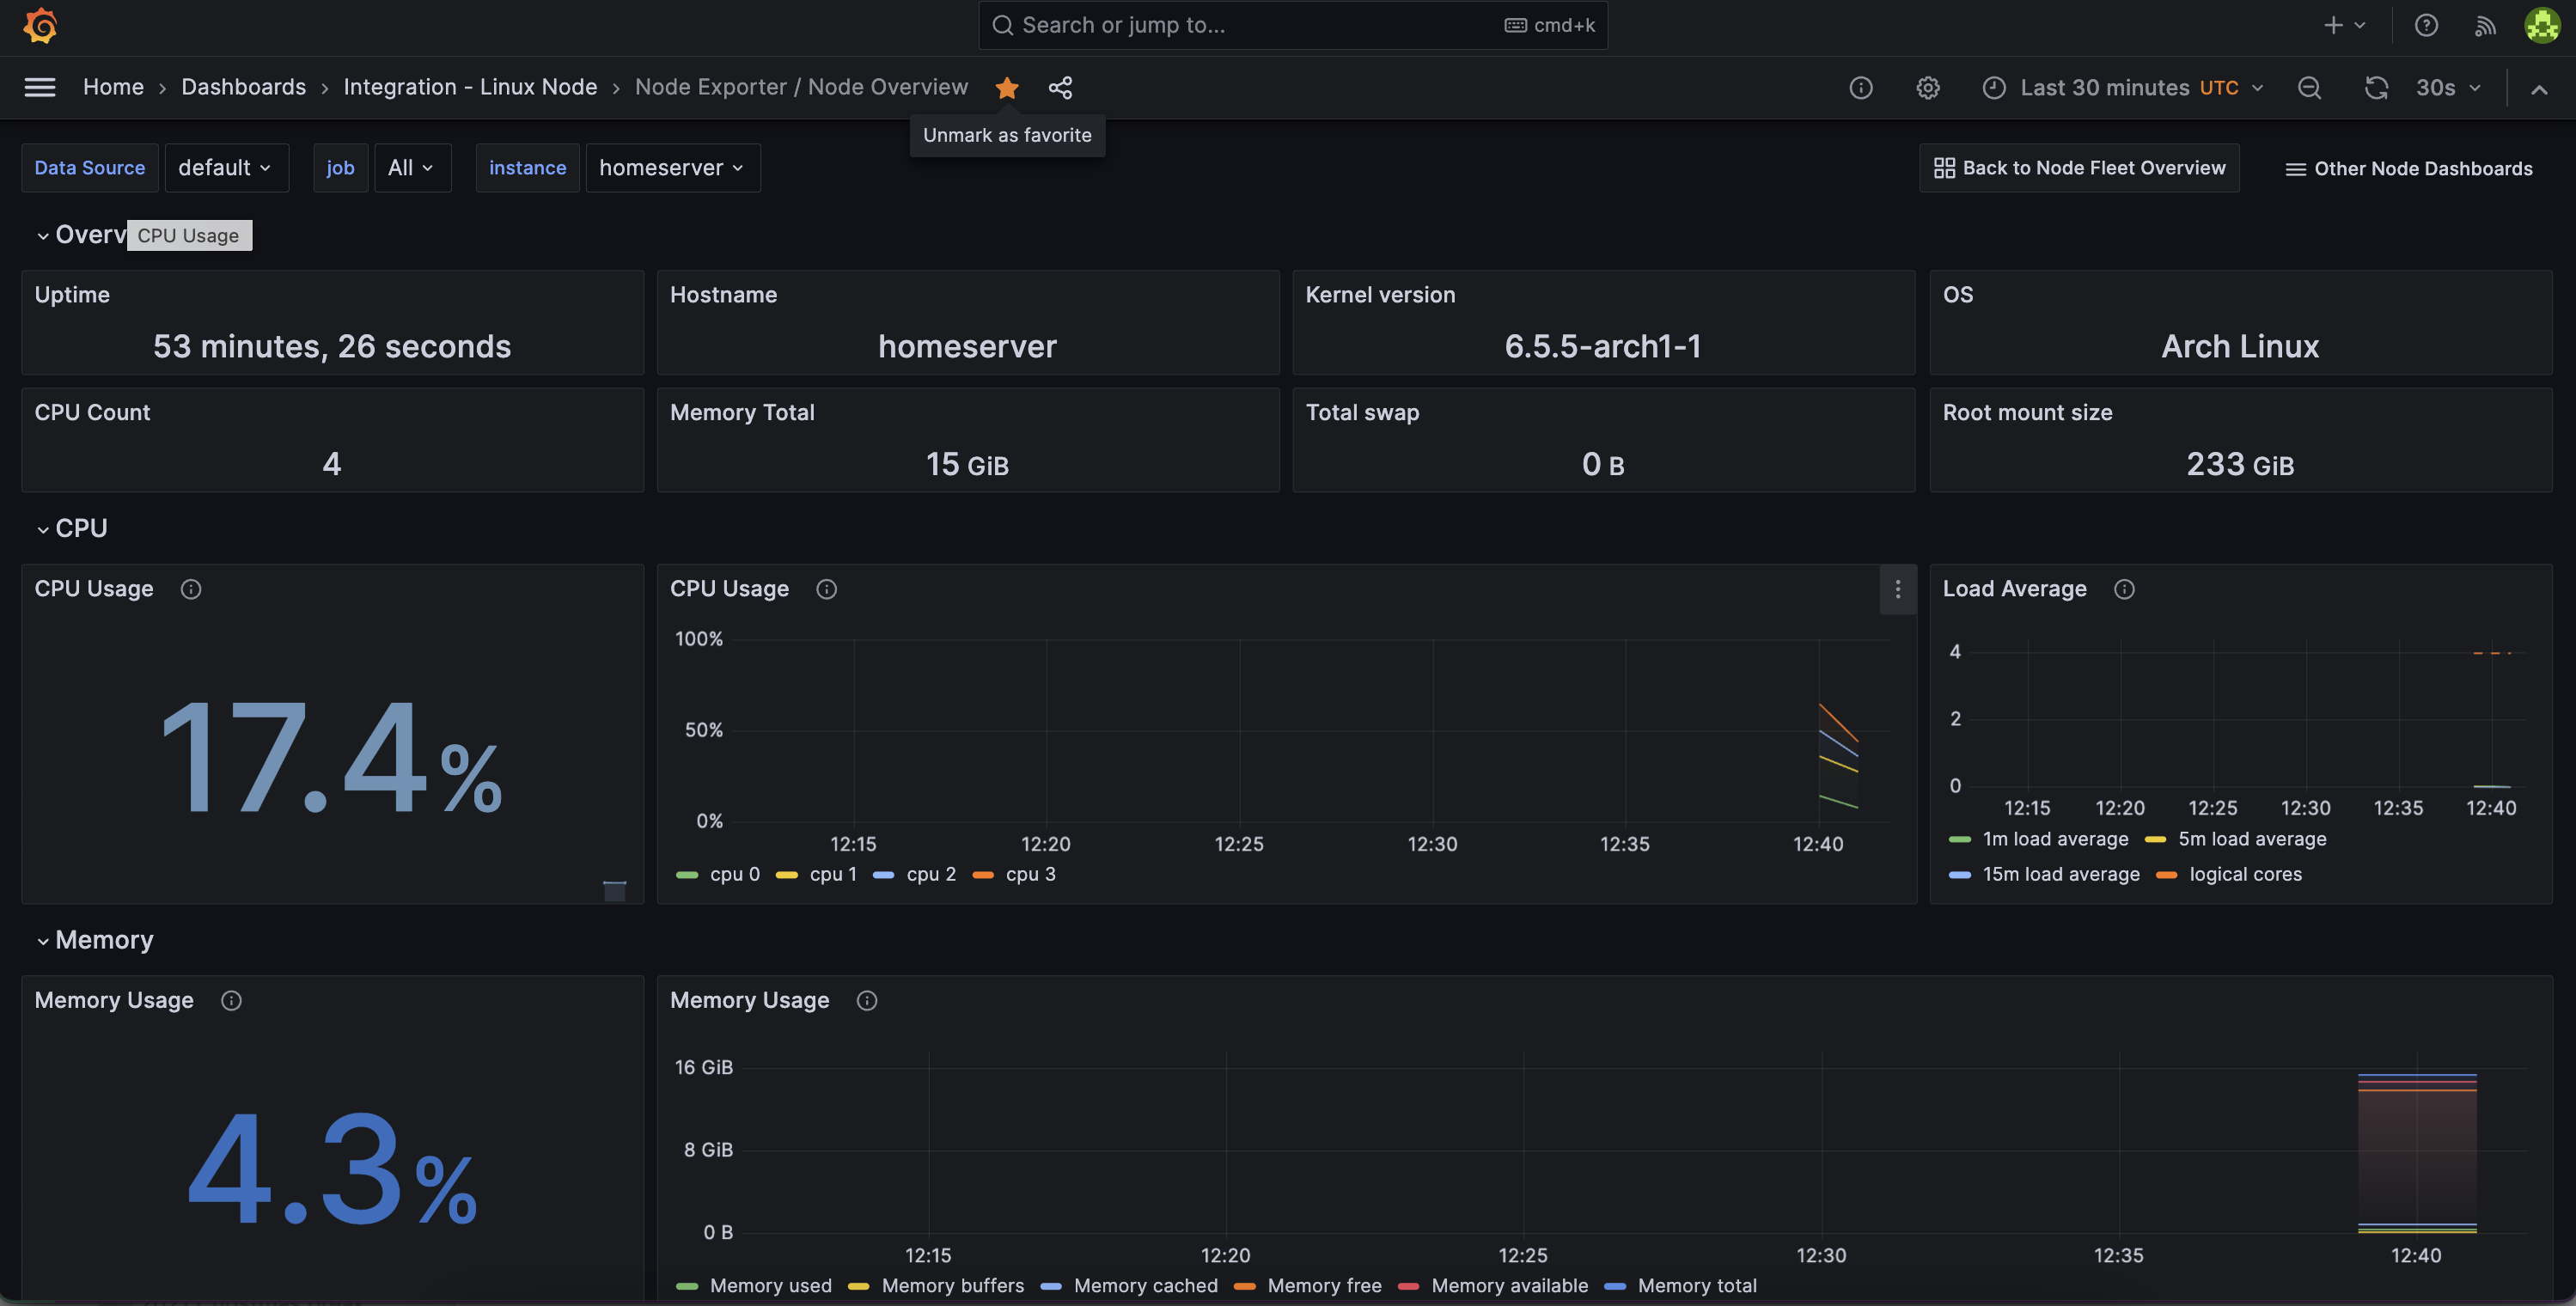 Search or jump to... cmd+k
Home › Dashboards › Integration - Linux Node › Node Exporter / Node Overview
Last 30 minutes UTC 30s
Unmark as favorite
Data Source default job All instance homeserver
Back to Node Fleet Overview Other Node Dashboards
Overv
CPU Usage
Uptime
53 minutes, 26 seconds
Hostname
homeserver
Kernel version
6.5.5-arch1-1
OS
Arch Linux
CPU Count
4
Memory Total
15 GiB
Total swap
0 B
Root mount size
233 GiB
CPU
CPU Usage
17.4%
CPU Usage
100%
50%
0%
12:15 12:20 12:25 12:30 12:35 12:40
cpu 0 cpu 1 cpu 2 cpu 3
Load Average
4
2
0
12:15 12:20 12:25 12:30 12:35 12:40
1m load average 5m load average
15m load average logical cores
Memory
Memory Usage
4.3%
Memory Usage
16 GiB
8 GiB
0 B
12:15 12:20 12:25 12:30 12:35 12:40
Memory used Memory buffers Memory cached Memory free Memory available Memory total